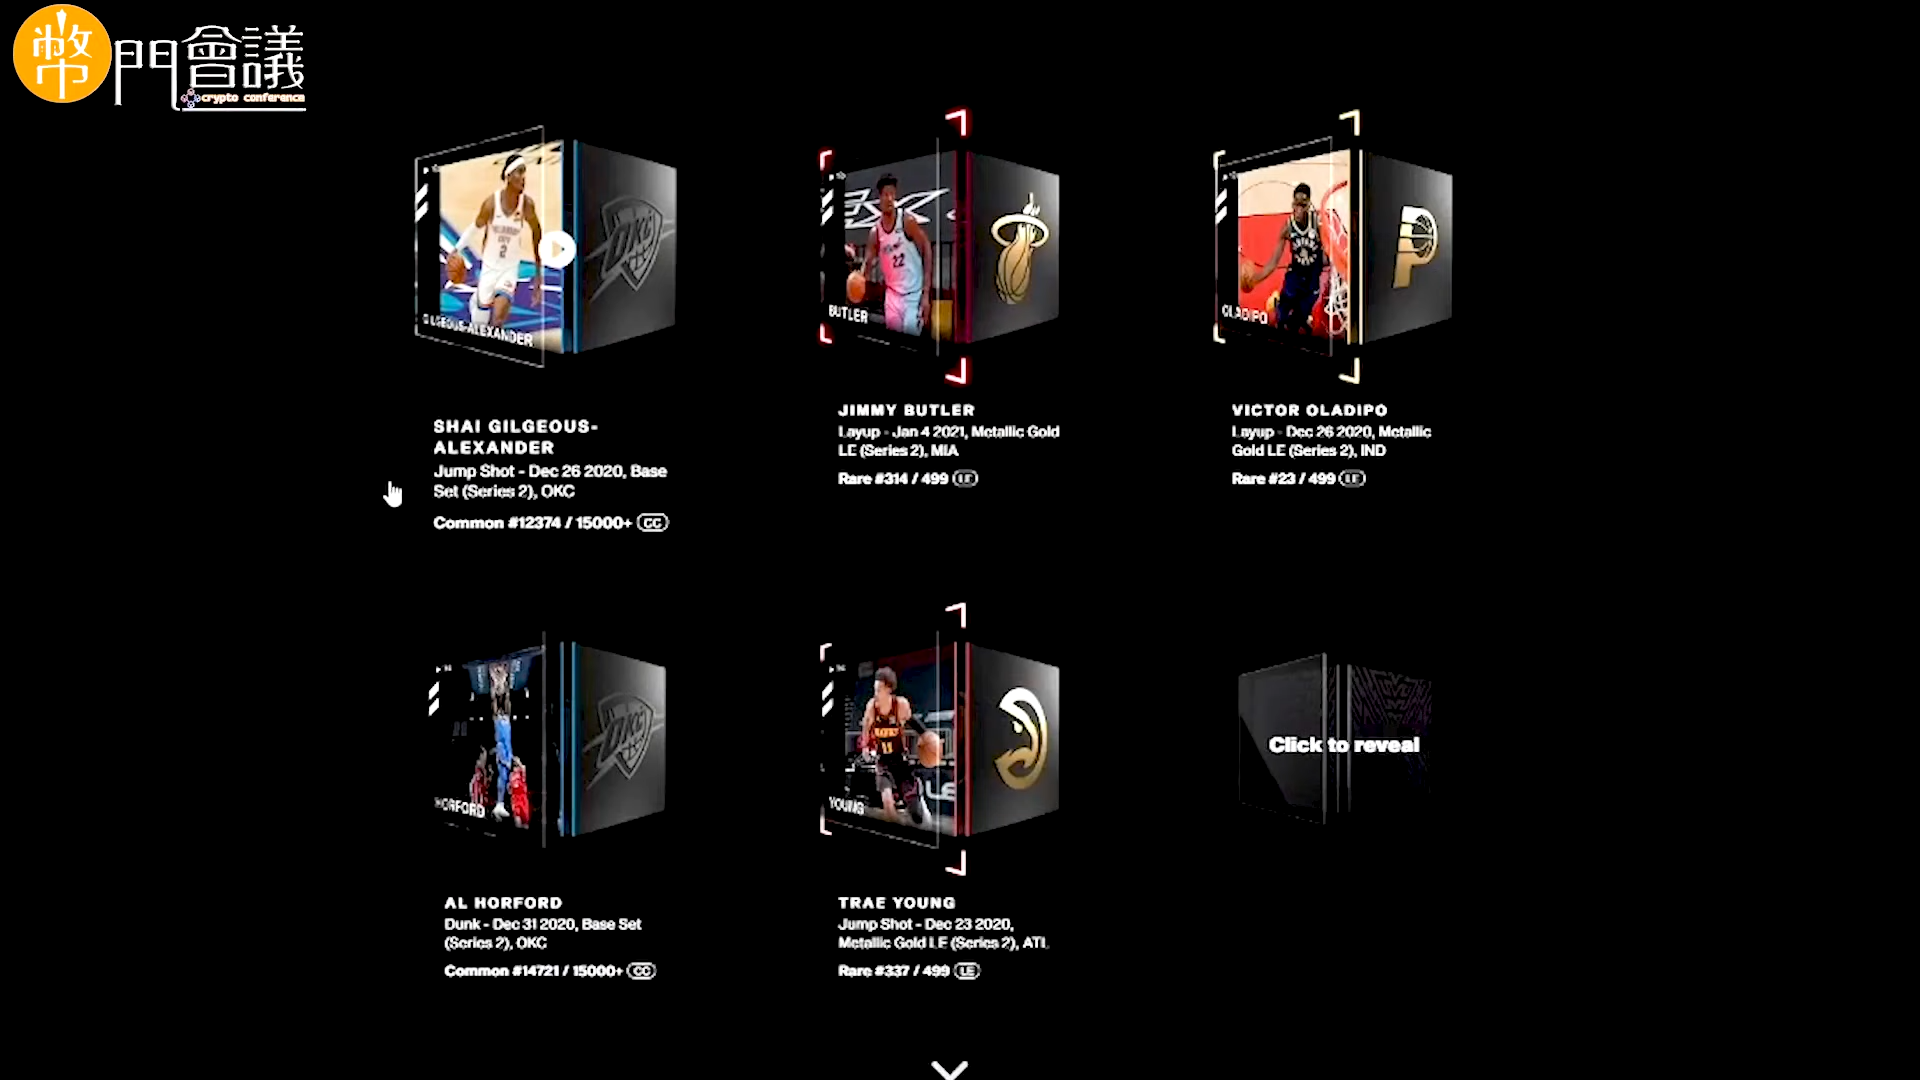 幣門會議
crypto conference
GILGEOUS-ALEXANDER
BUTLER
OLADIPO
SHAI GILGEOUS-
ALEXANDER
Jump Shot - Dec 26 2020, Base
Set (Series 2), OKC
Common #12374 / 15000+ CC
JIMMY BUTLER
Layup - Jan 4 2021, Metallic Gold
LE (Series 2), MIA
Rare #314 / 499 LE
VICTOR OLADIPO
Layup - Dec 26 2020, Metallic
Gold LE (Series 2), IND
Rare #23 / 499 LE
HORFORD
YOUNG
Click to reveal
AL HORFORD
Dunk - Dec 31 2020, Base Set
(Series 2), OKC
Common #14721 / 15000+ CC
TRAE YOUNG
Jump Shot - Dec 23 2020,
Metallic Gold LE (Series 2), ATL
Rare #337 / 499 LE